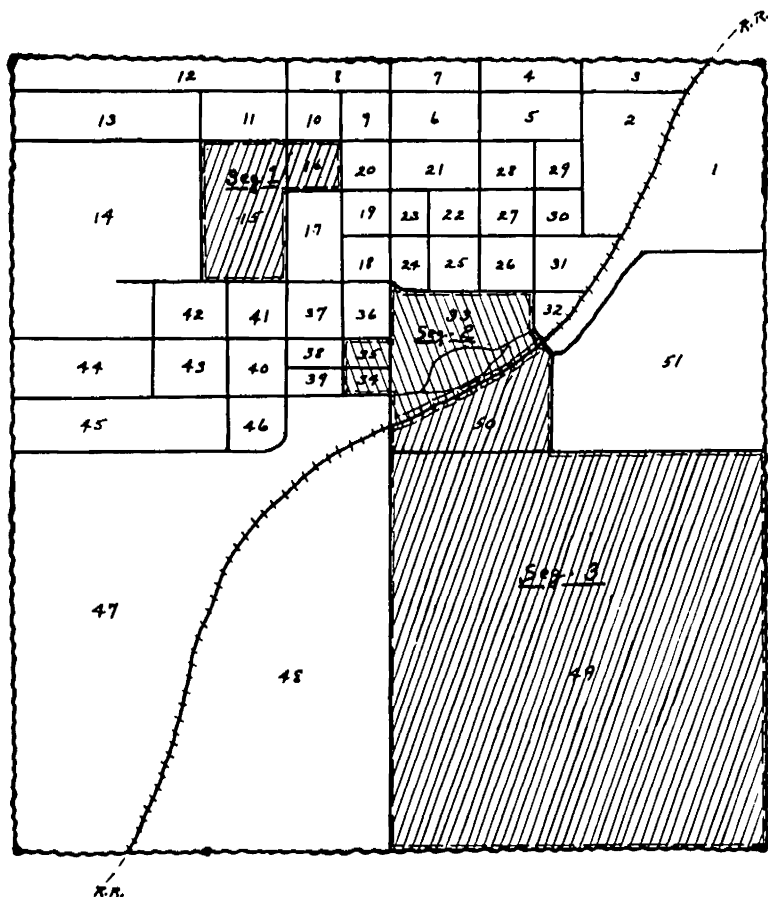 R.R.
12 8 7 4 3
13 11 10 9 6 5 2
1
14 Seg. 1 16 20 21 28 29
15 17 19 23 22 27 30
18 24 25 26 31
42 41 37 36 33 32
Seg. 2
44 43 40 38 35 51
39 34
45 46 50
Seg. 3
47 48 49
R.R.